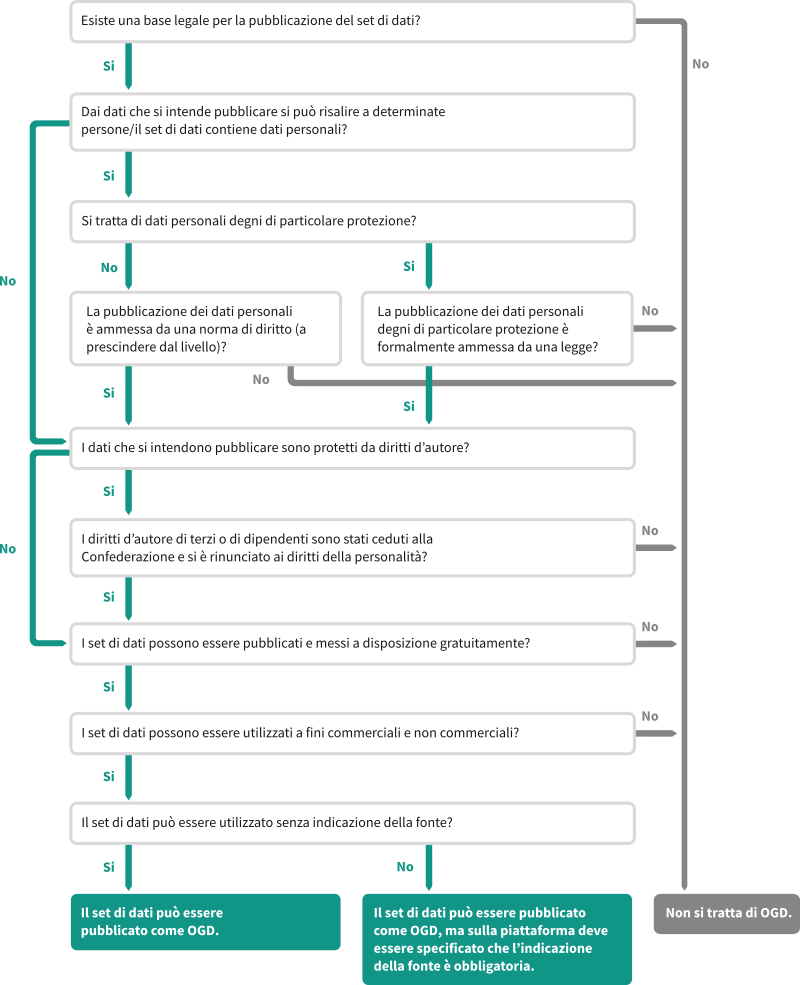 Esiste una base legale per la pubblicazione del set di dati?
No
Si
Dai dati che si intende pubblicare si può risalire a determinate
persone/il set di dati contiene dati personali?
Si
Si tratta di dati personali degni di particolare protezione?
No
No
Si
La pubblicazione dei dati personali
è ammessa da una norma di diritto (a
prescindere dal livello)?
La pubblicazione dei dati personali
degni di particolare protezione è
formalmente ammessa da una legge?
No
No
Si
Si
I dati che si intendono pubblicare sono protetti da diritti d’autore?
Si
No
I diritti d’autore di terzi o di dipendenti sono stati ceduti alla
Confederazione e si è rinunciato ai diritti della personalità?
No
Si
I set di dati possono essere pubblicati e messi a disposizione gratuitamente?
No
Si
I set di dati possono essere utilizzati a fini commerciali e non commerciali?
No
Si
Il set di dati può essere utilizzato senza indicazione della fonte?
Si
No
Il set di dati può essere
pubblicato come OGD.
Il set di dati può essere pubblicato
come OGD, ma sulla piattaforma deve
essere specificato che l’indicazione
della fonte è obbligatoria.
Non si tratta di OGD.